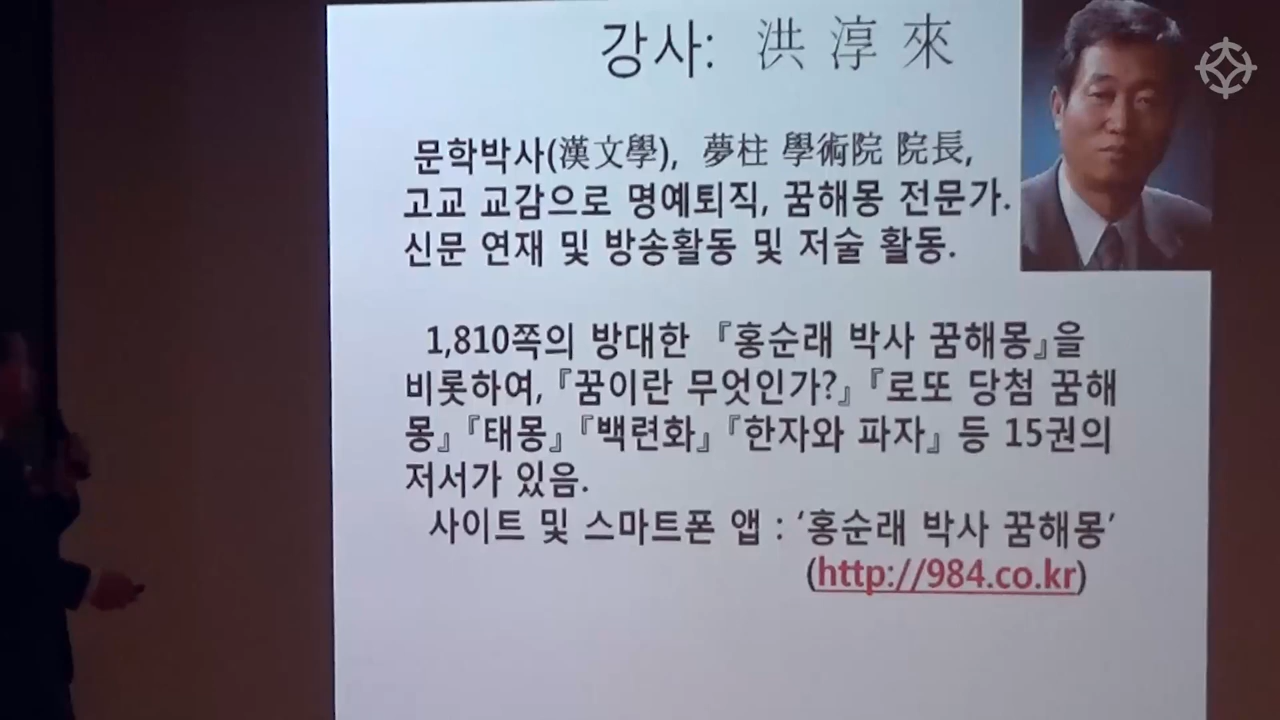 강사: 洪 淳 來
문학박사(漢文學), 夢柱 學術院 院長,
고교 교감으로 명예퇴직, 꿈해몽 전문가.
신문 연재 및 방송활동 및 저술 활동.
1,810쪽의 방대한 『홍순래 박사 꿈해몽』을
비롯하여, 『꿈이란 무엇인가?』 『로또 당첨 꿈해
몽』 『태몽』 『백련화』 『한자와 파자』 등 15권의
저서가 있음.
사이트 및 스마트폰 앱 : ‘홍순래 박사 꿈해몽’
(http://984.co.kr)